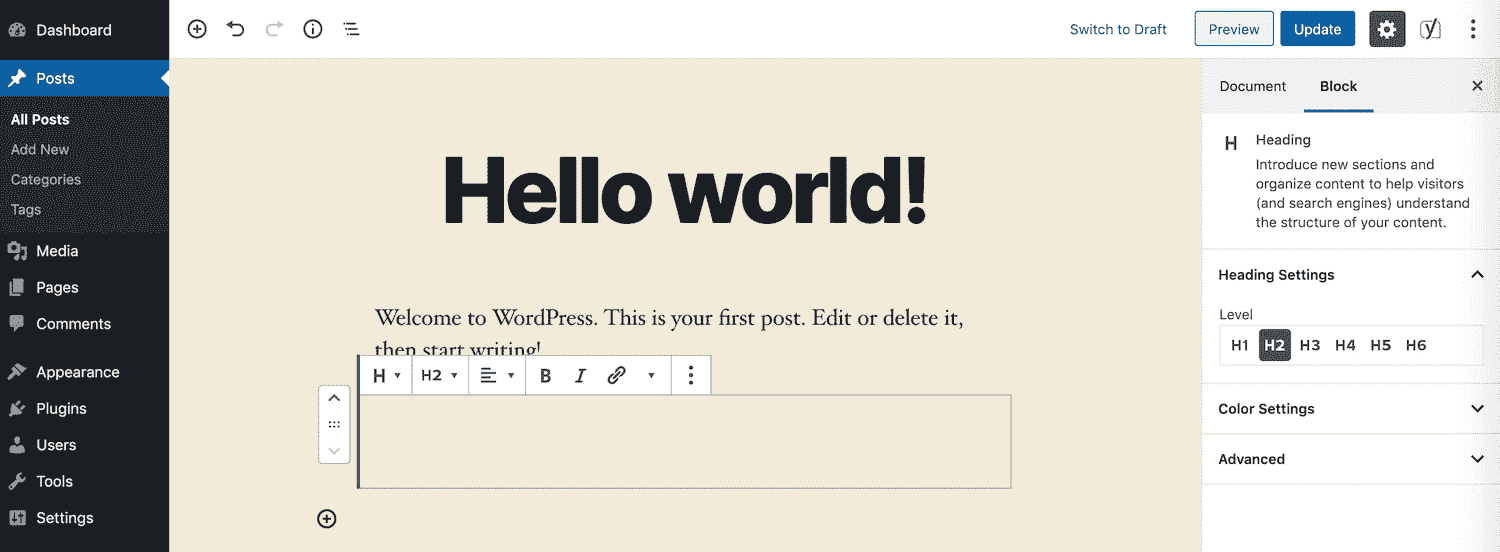 Dashboard
Posts
All Posts
Add New
Categories
Tags
Media
Pages
Comments
Appearance
Plugins
Users
Tools
Settings
Switch to Draft
Preview
Update
Hello world!
Welcome to WordPress. This is your first post. Edit or delete it,
then start writing!
H
H2
B
I
Document
Block
H
Heading
Introduce new sections and
organize content to help visitors
(and search engines) understand
the structure of your content.
Heading Settings
Level
H1 H2 H3 H4 H5 H6
Color Settings
Advanced